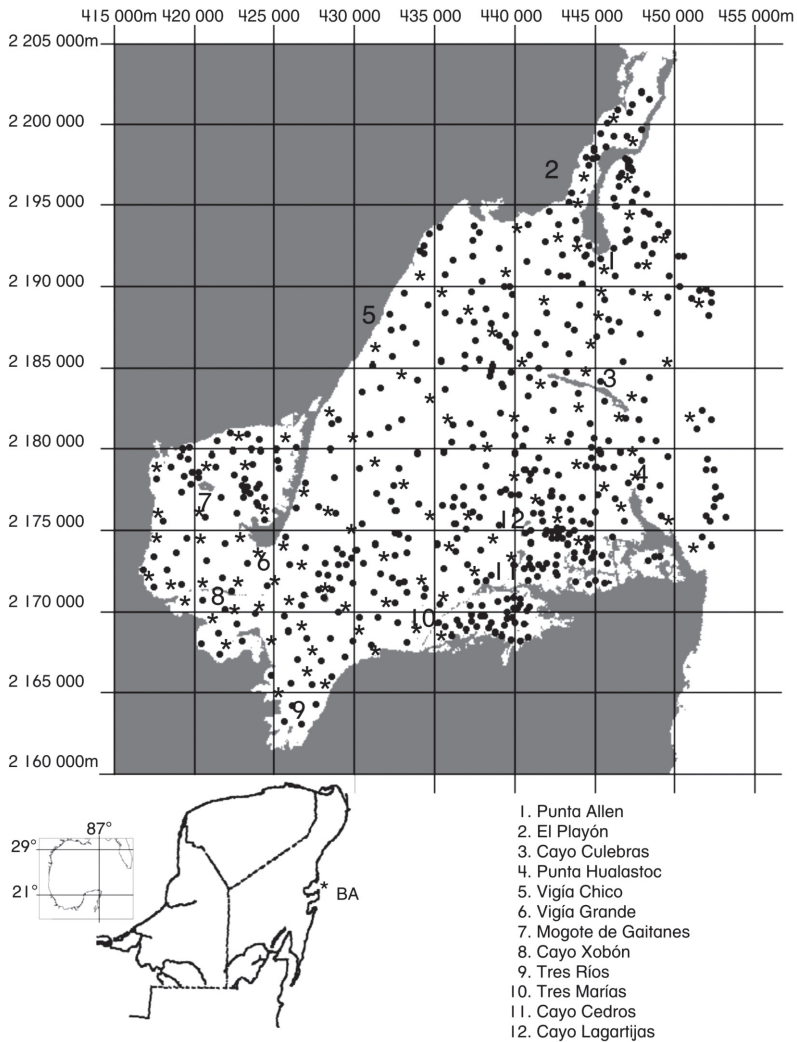 415 000m 420 000 425 000 430 000 435 000 440 000 445 000 450 000 455 000m
2 205 000m
2 200 000
2
2 195 000
1
2 190 000
5
2 185 000
3
2 180 000
4
7
12
2 175 000
6
11
8
2 170 000
10
2 165 000
9
2 160 000m
87°
29°
21°
* BA
1. Punta Allen
2. El Playón
3. Cayo Culebras
4. Punta Hualastoc
5. Vigía Chico
6. Vigía Grande
7. Mogote de Gaitanes
8. Cayo Xobón
9. Tres Ríos
10. Tres Marías
11. Cayo Cedros
12. Cayo Lagartijas